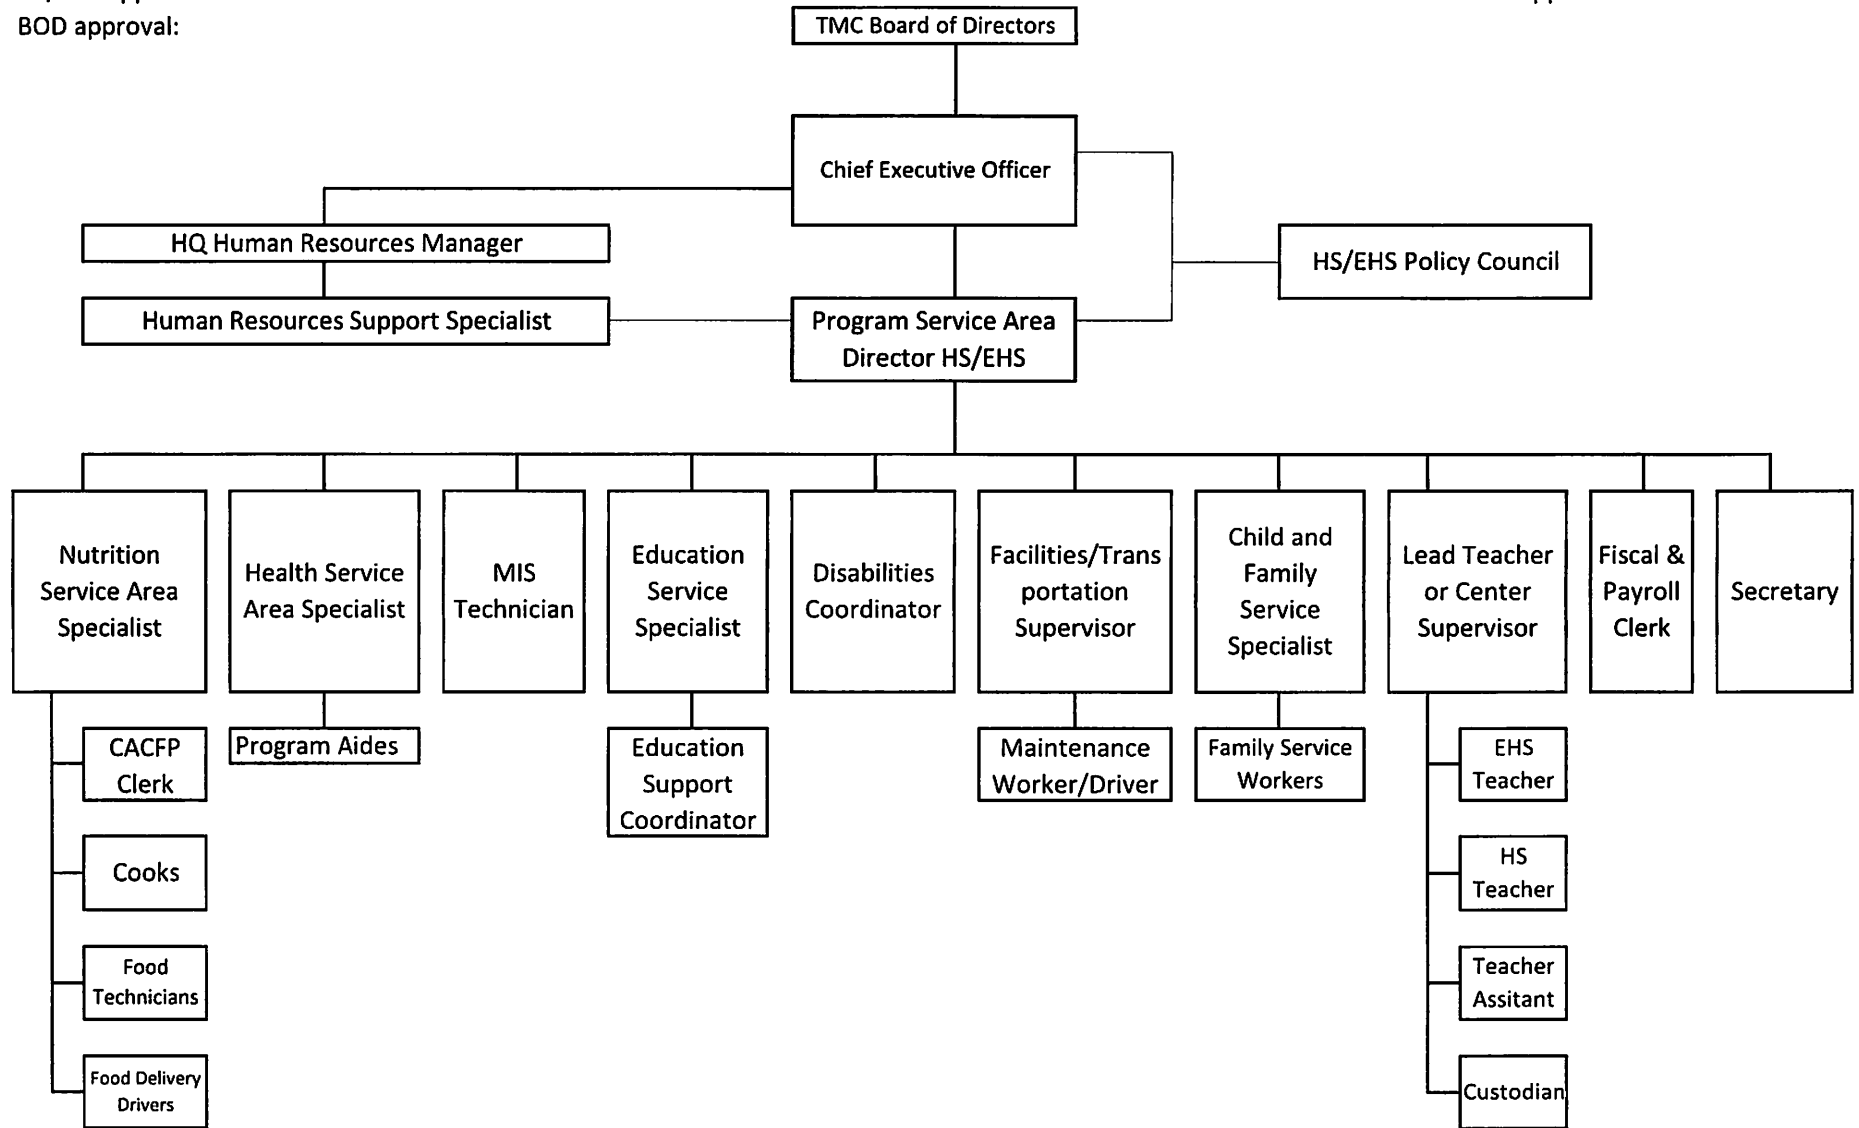 BOD approval:
TMC Board of Directors
Chief Executive Officer
HQ Human Resources Manager
HS/EHS Policy Council
Human Resources Support Specialist
Program Service Area
Director HS/EHS
Nutrition
Service Area
Specialist
Health Service
Area Specialist
MIS
Technician
Education
Service
Specialist
Disabilities
Coordinator
Facilities/Trans
portation
Supervisor
Child and
Family
Service
Specialist
Lead Teacher
or Center
Supervisor
Fiscal &
Payroll
Clerk
Secretary
CACFP
Clerk
Program Aides
Education
Support
Coordinator
Maintenance
Worker/Driver
Family Service
Workers
EHS
Teacher
Cooks
HS
Teacher
Food
Technicians
Teacher
Assitant
Food Delivery
Drivers
Custodian